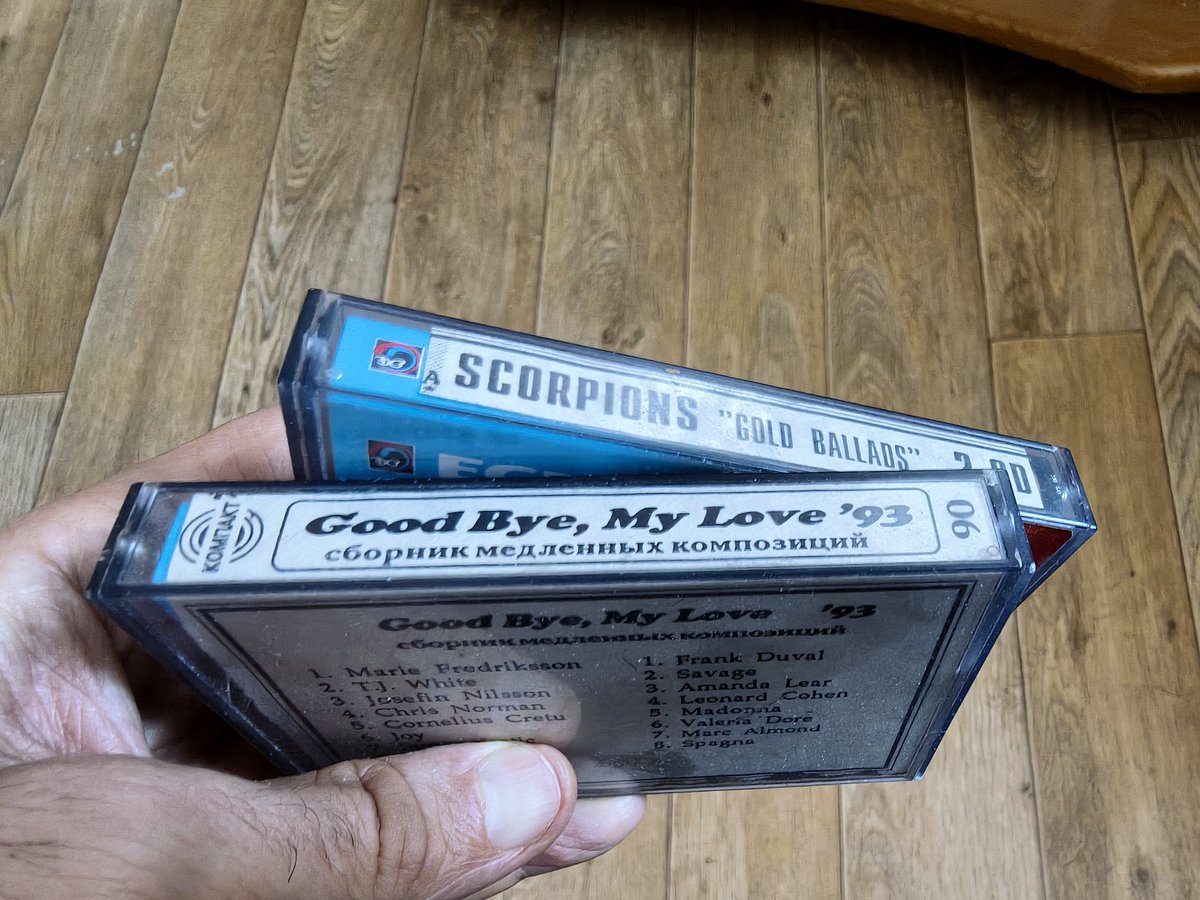 SCORPIONS "GOLD BALLADS"
КОМПАКТ
Good Bye, My Love '93
сборник медленных композиций
90
Good Bye, My Love '93
сборник медленных композиций
1. Marie Fredriksson
2. T.J. White
3. Josefin Nilsson
4. Chris Norman
5. Cornelius Cretu
6. Joy
1. Frank Duval
2. Savage
3. Amanda Lear
4. Leonard Cohen
5. Madonna
6. Valeria Dore
7. Marc Almond
8. Spagna